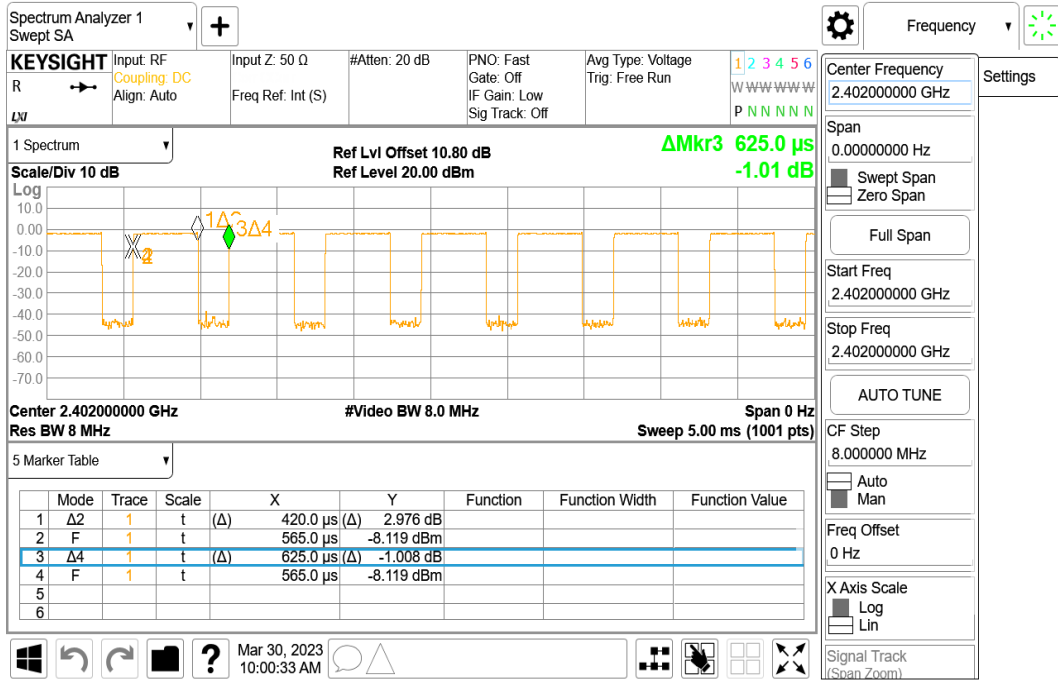 Spectrum Analyzer 1
Swept SA
Frequency
KEYSIGHT Input: RF Input Z: 50 Ω #Atten: 20 dB PNO: Fast Avg Type: Voltage 1 2 3 4 5 6
R Coupling: DC Gate: Off Trig: Free Run
Align: Auto Freq Ref: Int (S) IF Gain: Low W W W W W W
LXI Sig Track: Off P N N N N N
1 Spectrum
Ref Lvl Offset 10.80 dB
ΔMkr3 625.0 µs
Scale/Div 10 dB Ref Level 20.00 dBm -1.01 dB
Log
10.0
0.00
-10.0
-20.0
-30.0
-40.0
-50.0
-60.0
-70.0
3Δ4
Center 2.402000000 GHz #Video BW 8.0 MHz Span 0 Hz
Res BW 8 MHz Sweep 5.00 ms (1001 pts)
5 Marker Table
Mode Trace Scale X Y Function Function Width Function Value
1 Δ2 1 t (Δ) 420.0 µs (Δ) 2.976 dB
2 F 1 t 565.0 µs -8.119 dBm
3 Δ4 1 t (Δ) 625.0 µs (Δ) -1.008 dB
4 F 1 t 565.0 µs -8.119 dBm
5
6
Mar 30, 2023
10:00:33 AM
?
Center Frequency
2.402000000 GHz
Settings
Span
0.00000000 Hz
Swept Span
Zero Span
Full Span
Start Freq
2.402000000 GHz
Stop Freq
2.402000000 GHz
AUTO TUNE
CF Step
8.000000 MHz
Auto
Man
Freq Offset
0 Hz
X Axis Scale
Log
Lin
Signal Track
(Span Zoom)